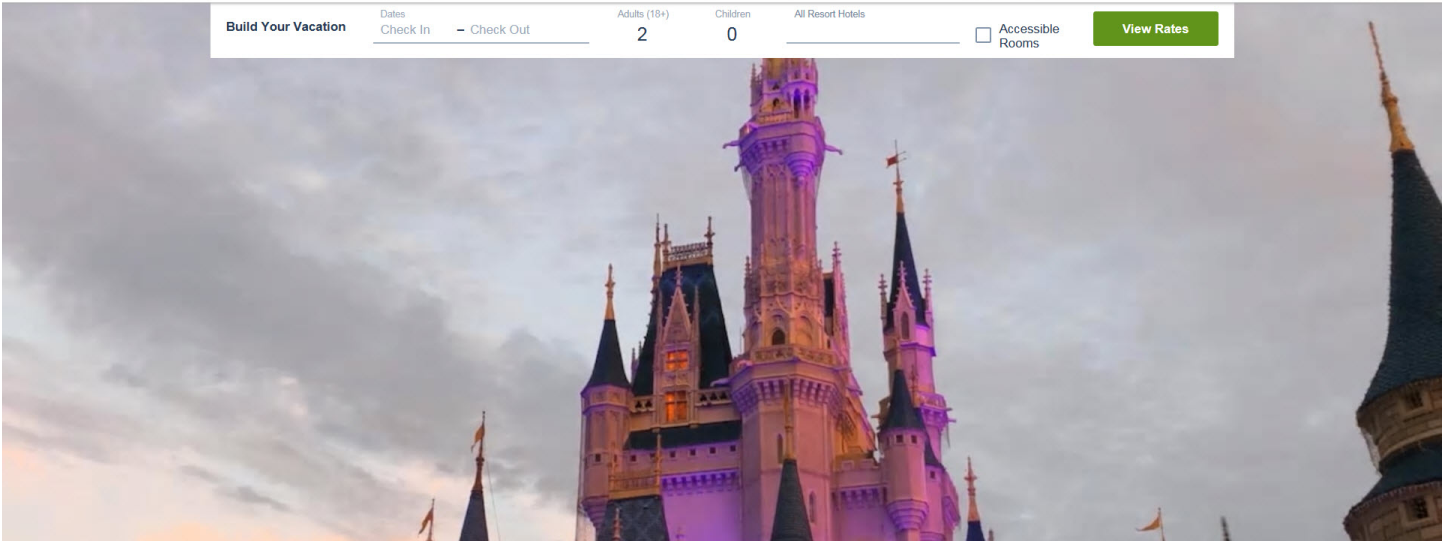 Build Your Vacation
Dates
Check In – Check Out
Adults (18+)
2
Children
0
All Resort Hotels
Accessible
Rooms
View Rates